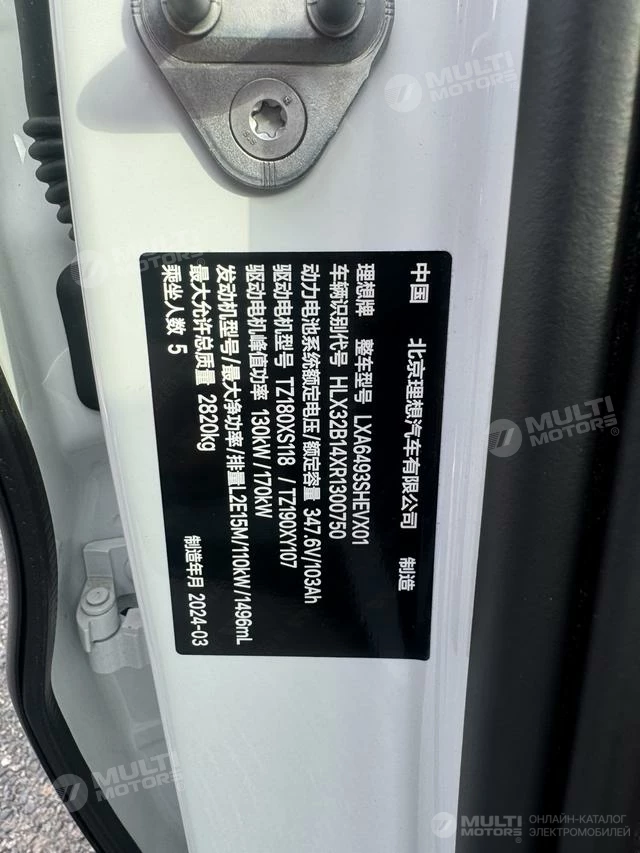 中国 北京理想汽车有限公司 制造
理想牌 整车型号 LXA6493SHEVX01
车辆识别代号 HLX32B14XR1300750
动力电池系统额定电压/额定容量 347.6V/103Ah
驱动电机型号 TZ180XS118 / TZ190XY107
驱动电机峰值功率 130kW/170kW
发动机型号/最大净功率/排量L2E15M/110kW/1496mL
最大允许总质量 2820kg
乘坐人数 5
制造年月 2024-03
MULTI MOTORS
MULTI MOTORS
MULTI MOTORS
MULTI MOTORS
MULTI MOTORS
ОНЛАЙН-КАТАЛОГ
ЭЛЕКТРОМОБИЛЕЙ